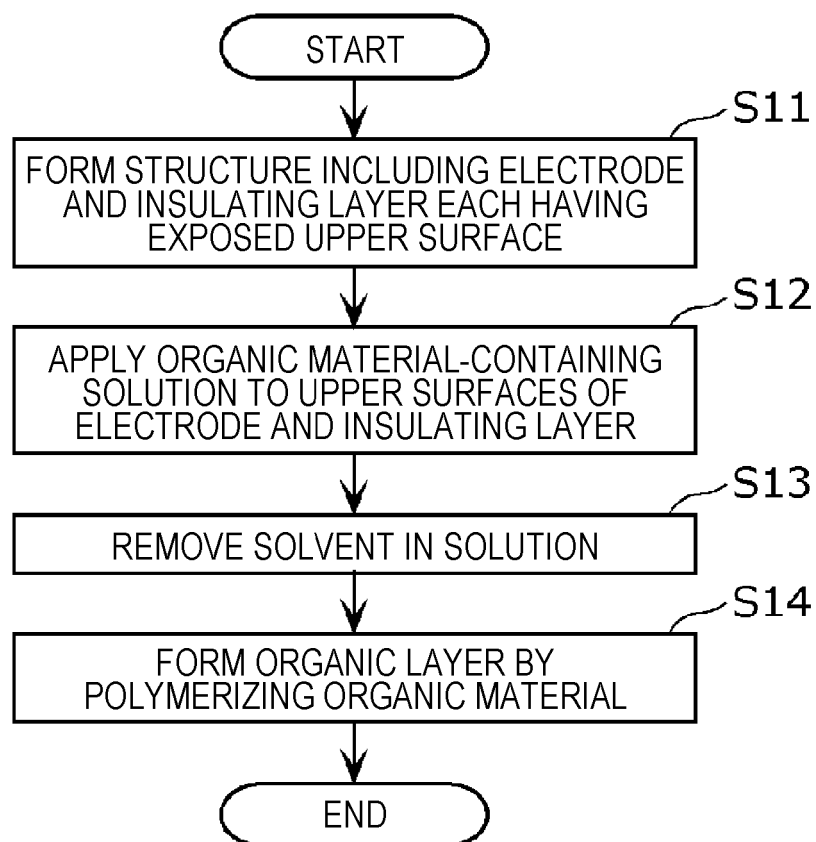 START
S11
FORM STRUCTURE INCLUDING ELECTRODE
AND INSULATING LAYER EACH HAVING
EXPOSED UPPER SURFACE
S12
APPLY ORGANIC MATERIAL-CONTAINING
SOLUTION TO UPPER SURFACES OF
ELECTRODE AND INSULATING LAYER
S13
REMOVE SOLVENT IN SOLUTION
S14
FORM ORGANIC LAYER BY
POLYMERIZING ORGANIC MATERIAL
END